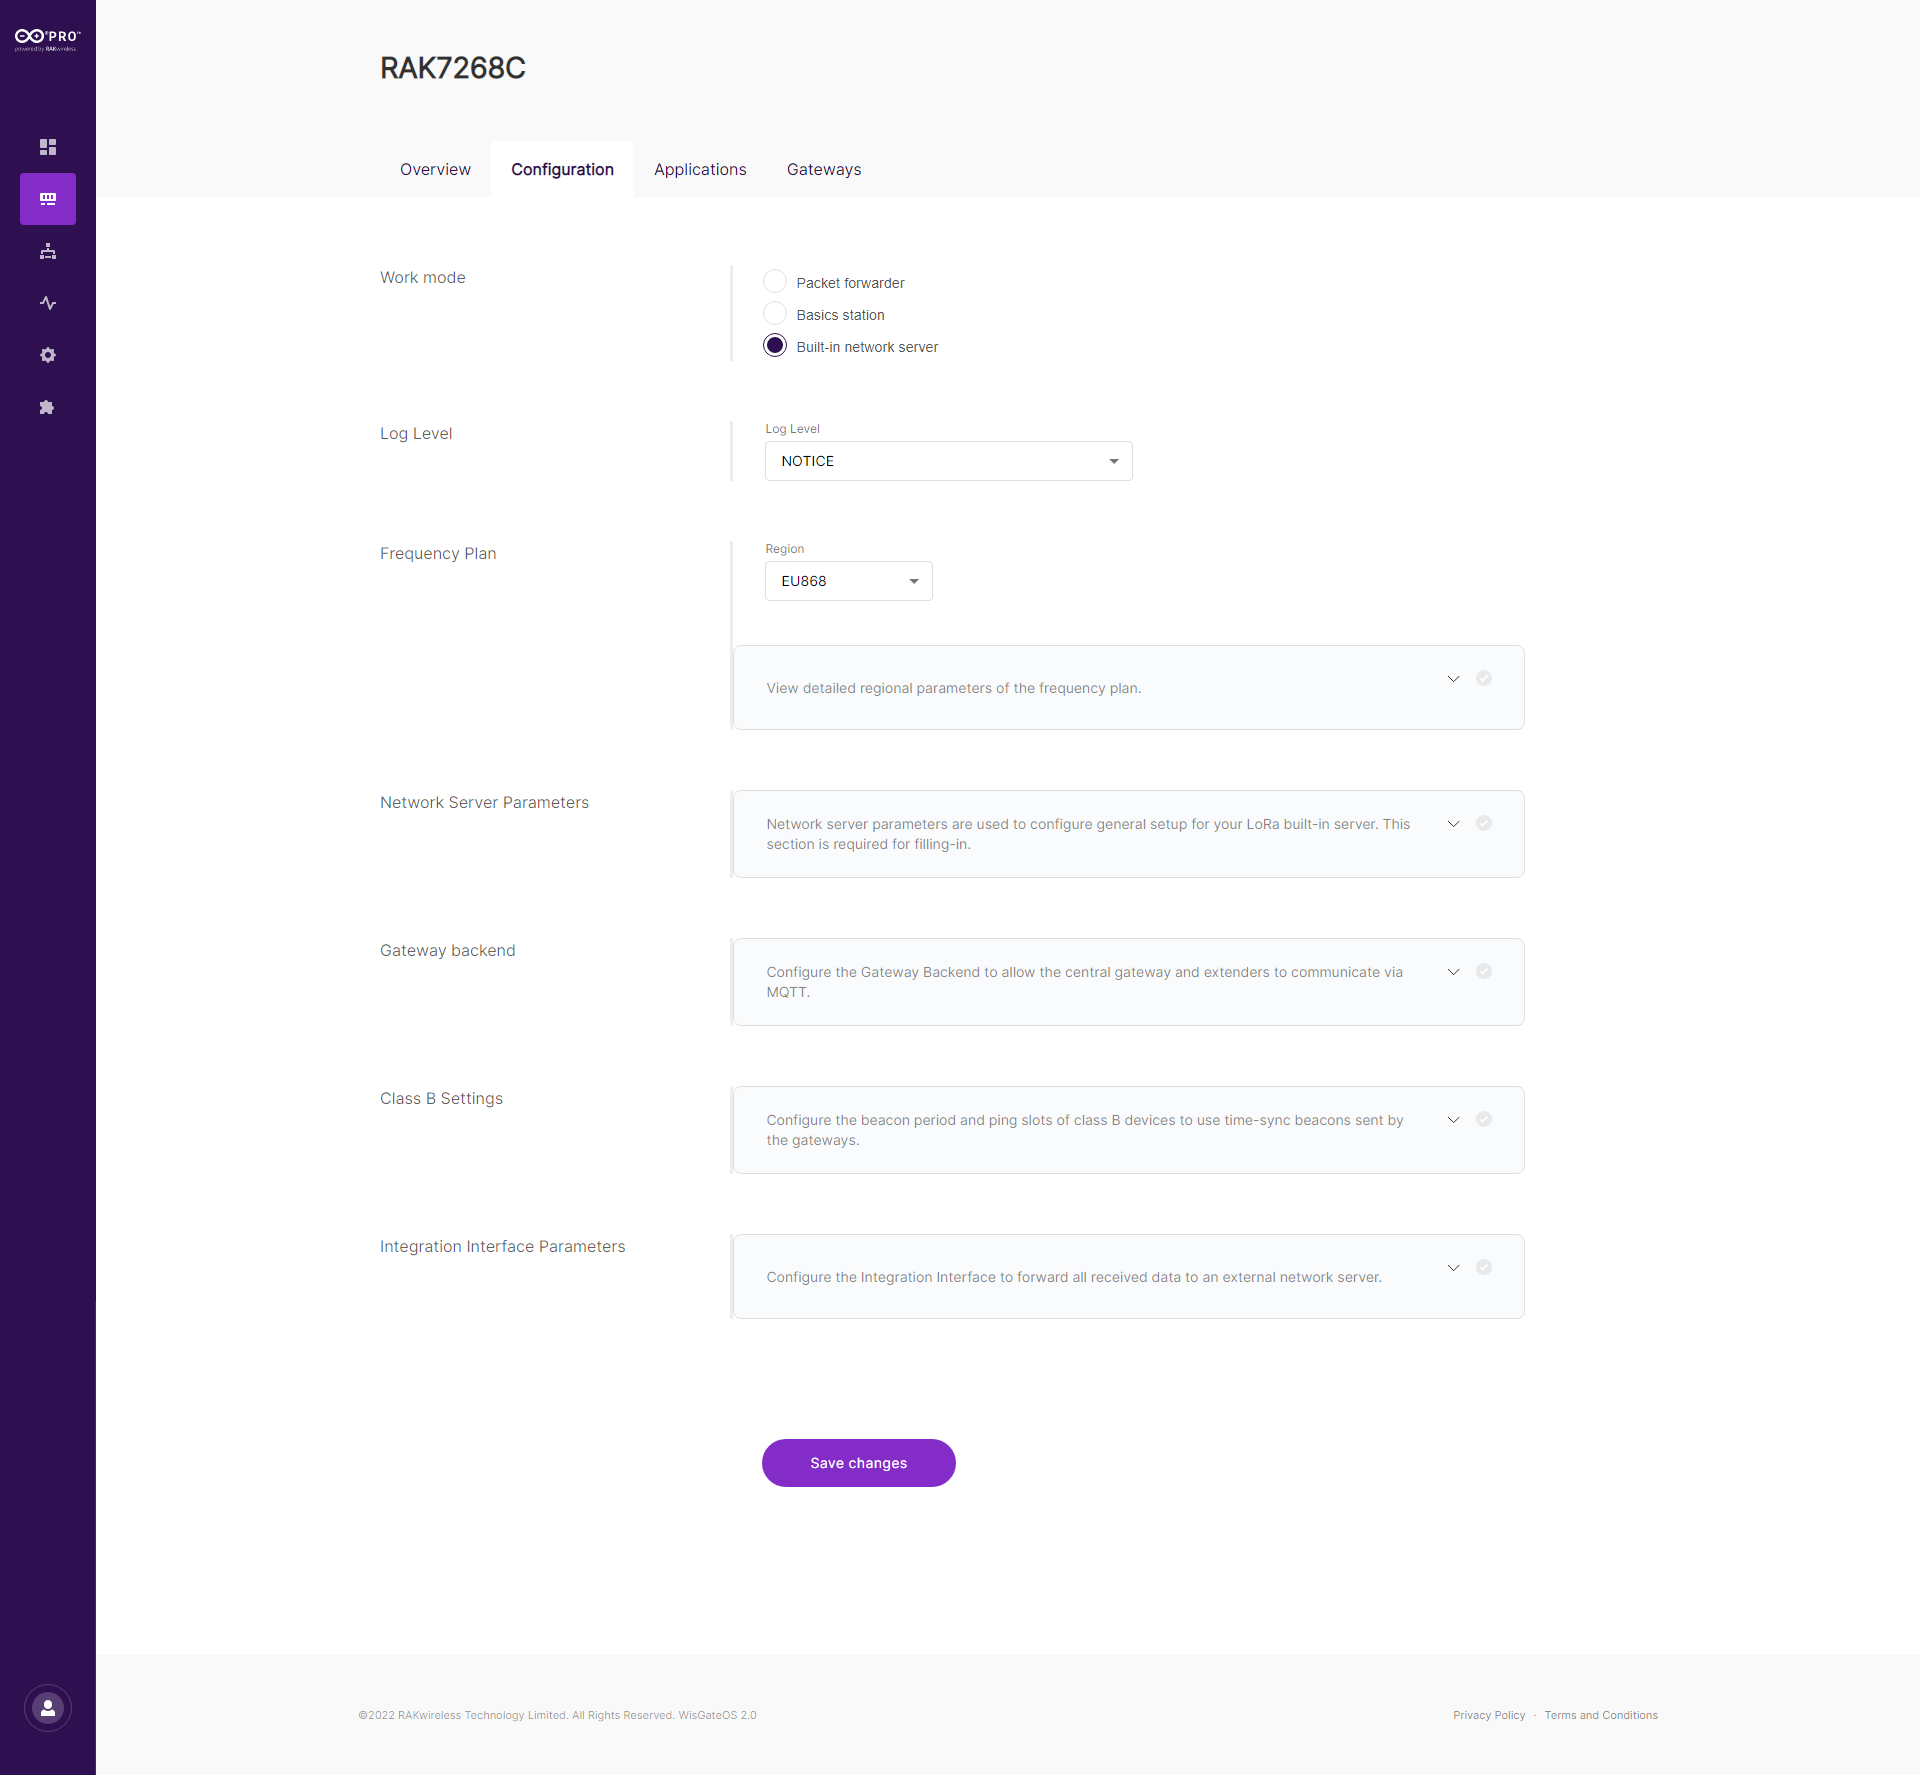 PRO
powered by RAKwireless
RAK7268C
Overview Configuration Applications Gateways
Work mode
Packet forwarder
Basics station
Built-in network server
Log Level
Log Level
NOTICE
Frequency Plan
Region
EU868
View detailed regional parameters of the frequency plan.
Network Server Parameters
Network server parameters are used to configure general setup for your LoRa built-in server. This
section is required for filling-in.
Gateway backend
Configure the Gateway Backend to allow the central gateway and extenders to communicate via
MQTT.
Class B Settings
Configure the beacon period and ping slots of class B devices to use time-sync beacons sent by
the gateways.
Integration Interface Parameters
Configure the Integration Interface to forward all received data to an external network server.
Save changes
©2022 RAKwireless Technology Limited. All Rights Reserved. WisGateOS 2.0
Privacy Policy · Terms and Conditions